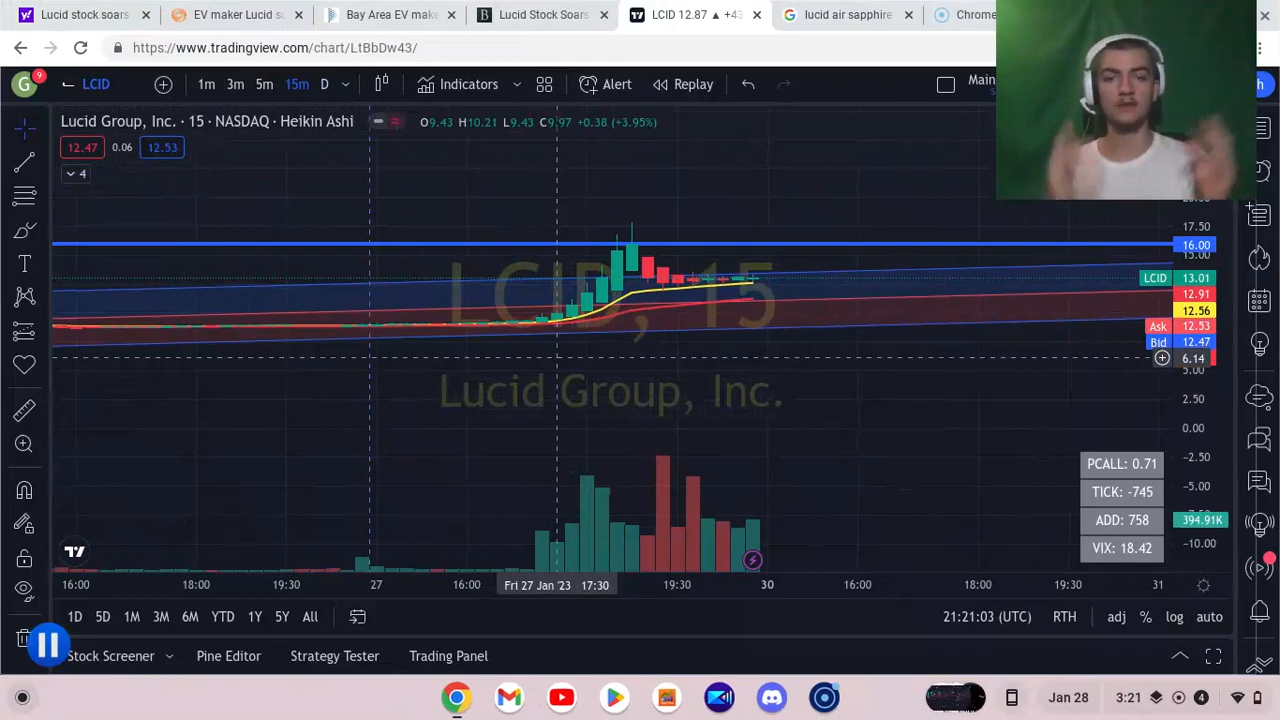 Lucid stock soars
EV maker Lucid su
Bay Area EV make
Lucid Stock Soars
LCID 12.87 ▲ +43
lucid air sapphire
Chrome
https://www.tradingview.com/chart/LtBbDw43/
G
9
LCID
1m
3m
5m
15m
D
Indicators
Alert
Replay
Main
Lucid Group, Inc. · 15 · NASDAQ · Heikin Ashi
O9.43 H10.21 L9.43 C9.97 +0.38 (+3.95%)
12.47
0.06
12.53
4
17.50
16.00
15.00
LCID, 15
LCID
13.01
12.91
12.56
Ask
12.53
Bid
12.47
6.14
5.00
Lucid Group, Inc.
2.50
0.00
−2.50
−5.00
−10.00
PCALL: 0.71
TICK: -745
ADD: 758
VIX: 18.42
394.91K
16:00
18:00
19:30
27
16:00
Fri 27 Jan '23 17:30
19:30
30
16:00
18:00
19:30
31
1D
5D
1M
3M
6M
YTD
1Y
5Y
All
21:21:03 (UTC)
RTH
adj
%
log
auto
Stock Screener
Pine Editor
Strategy Tester
Trading Panel
Jan 28
3:21
4